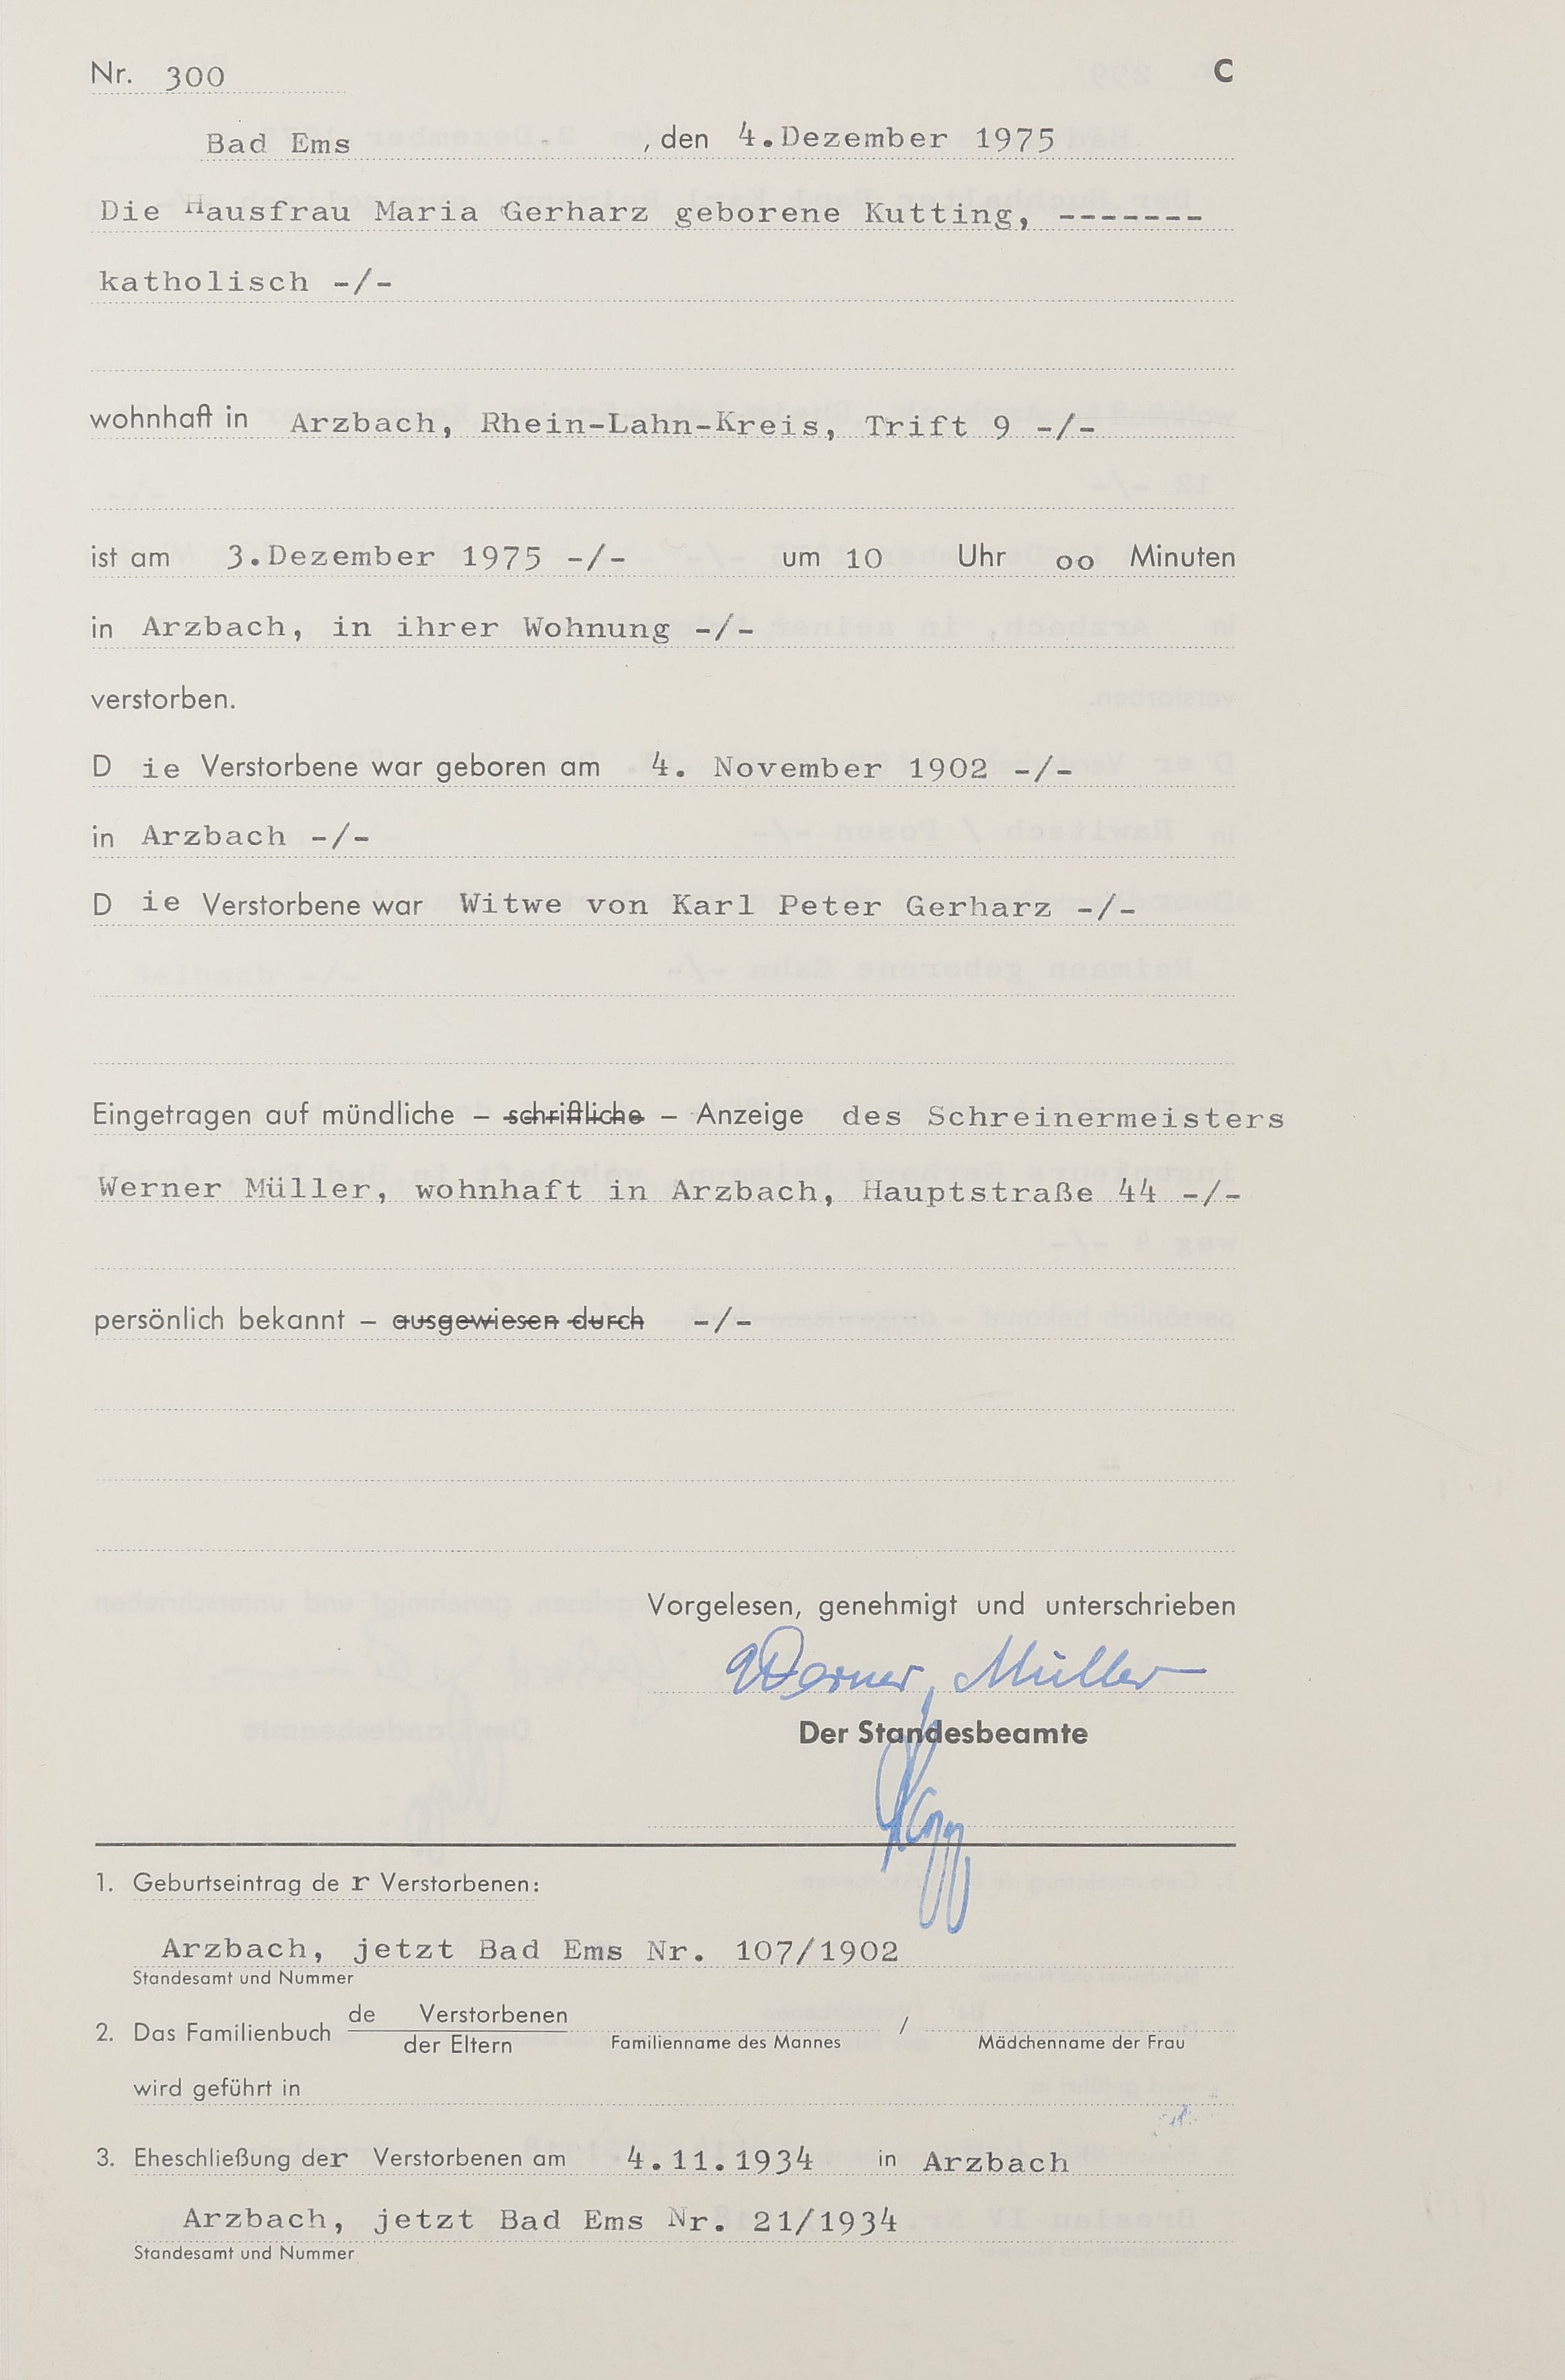 Nr. 300 C
Bad Ems , den 4.Dezember 1975
Die Hausfrau Maria Gerharz geborene Kutting, -------
katholisch -/-
wohnhaft in Arzbach, Rhein-Lahn-Kreis, Trift 9 -/-
ist am 3.Dezember 1975 -/- um 10 Uhr oo Minuten
in Arzbach, in ihrer Wohnung -/-
verstorben.
D ie Verstorbene war geboren am 4. November 1902 -/-
in Arzbach -/-
D ie Verstorbene war Witwe von Karl Peter Gerharz -/-
Eingetragen auf mündliche – schriftliche – Anzeige des Schreinermeisters
Werner Müller, wohnhaft in Arzbach, Hauptstraße 44 -/-
persönlich bekannt – ausgewiesen durch -/-
Vorgelesen, genehmigt und unterschrieben
Werner Müller
Der Standesbeamte
1. Geburtseintrag de r Verstorbenen:
Arzbach, jetzt Bad Ems Nr. 107/1902
Standesamt und Nummer
2. Das Familienbuch de Verstorbenen /
der Eltern Familienname des Mannes Mädchenname der Frau
wird geführt in
3. Eheschließung der Verstorbenen am 4.11.1934 in Arzbach
Arzbach, jetzt Bad Ems Nr. 21/1934
Standesamt und Nummer